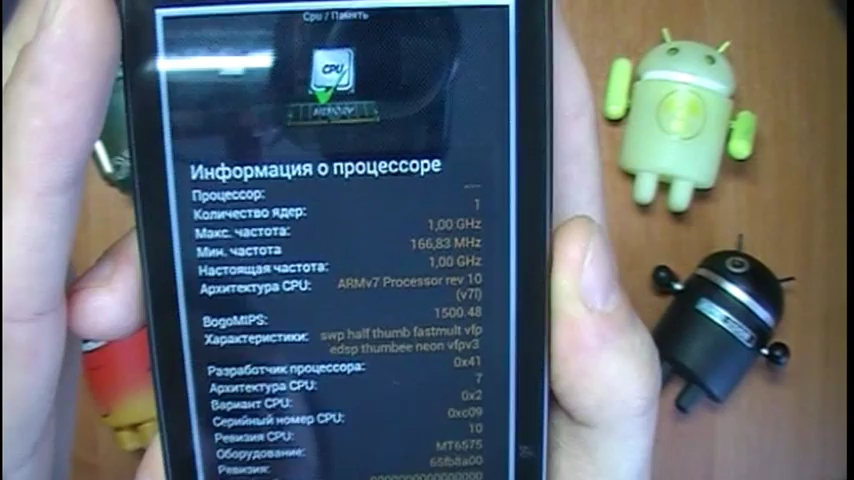 Cpu / Память
CPU
MEMORY
Информация о процессоре
Процессор: ----
Количество ядер: 1
Макс. частота: 1,00 GHz
Мин. частота 166,83 MHz
Настоящая частота: 1,00 GHz
Архитектура CPU: ARMv7 Processor rev 10
(v7l)
BogoMIPS: 1500.48
Характеристики: swp half thumb fastmult vfp
edsp thumbee neon vfpv3
Разработчик процессора: 0x41
Архитектура CPU: 7
Вариант CPU: 0x2
Серийный номер CPU: 0xc09
Ревизия CPU: 10
Оборудование: MT6575
Ревизия: 65fb8a00
0000000000000000